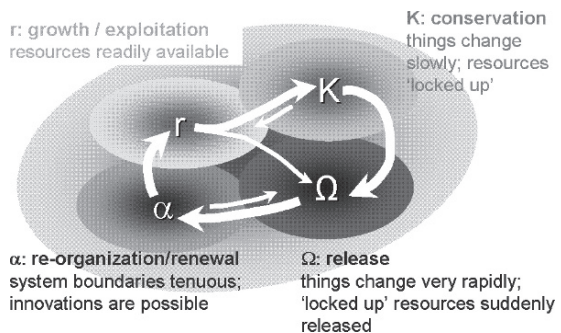 r: growth / exploitation
resources readily available
K: conservation
things change
slowly; resources
‘locked up’
K
r
Ω
α
α: re-organization/renewal
system boundaries tenuous;
innovations are possible
Ω: release
things change very rapidly;
‘locked up’ resources suddenly
released